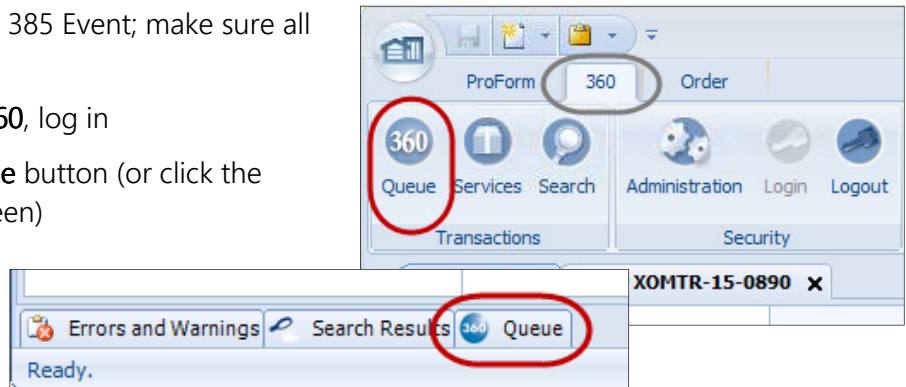 385 Event; make sure all
60, log in
e button (or click the
een)
ProForm 360 Order
360
Queue Services Search Administration Login Logout
Transactions Security
XOMTR-15-0890 x
Errors and Warnings Search Results 360 Queue
Ready.